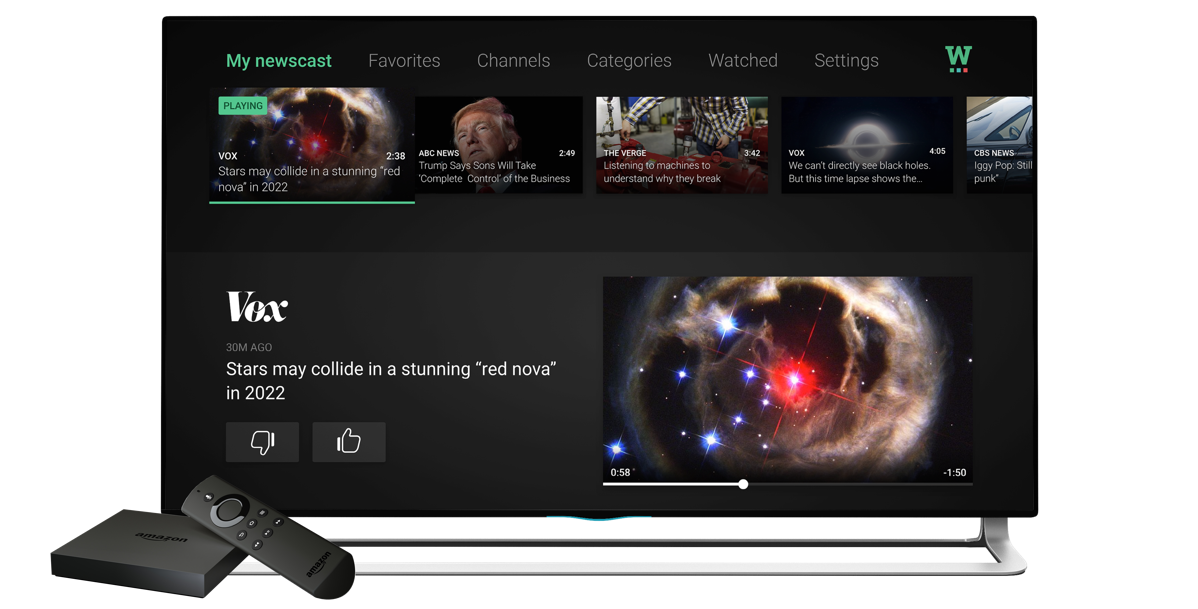 My newscast
Favorites
Channels
Categories
Watched
Settings
W
PLAYING
VOX 2:38
Stars may collide in a stunning “red
nova” in 2022
ABC NEWS 2:49
Trump Says Sons Will Take
‘Complete Control’ of the Business
THE VERGE 3:42
Listening to machines to
understand why they break
VOX 4:05
We can’t directly see black holes.
But this time lapse shows the...
CBS NEWS
Iggy Pop: Still
punk”
Vox
30M AGO
Stars may collide in a stunning “red nova”
in 2022
0:58
-1:50
amazon
amazon